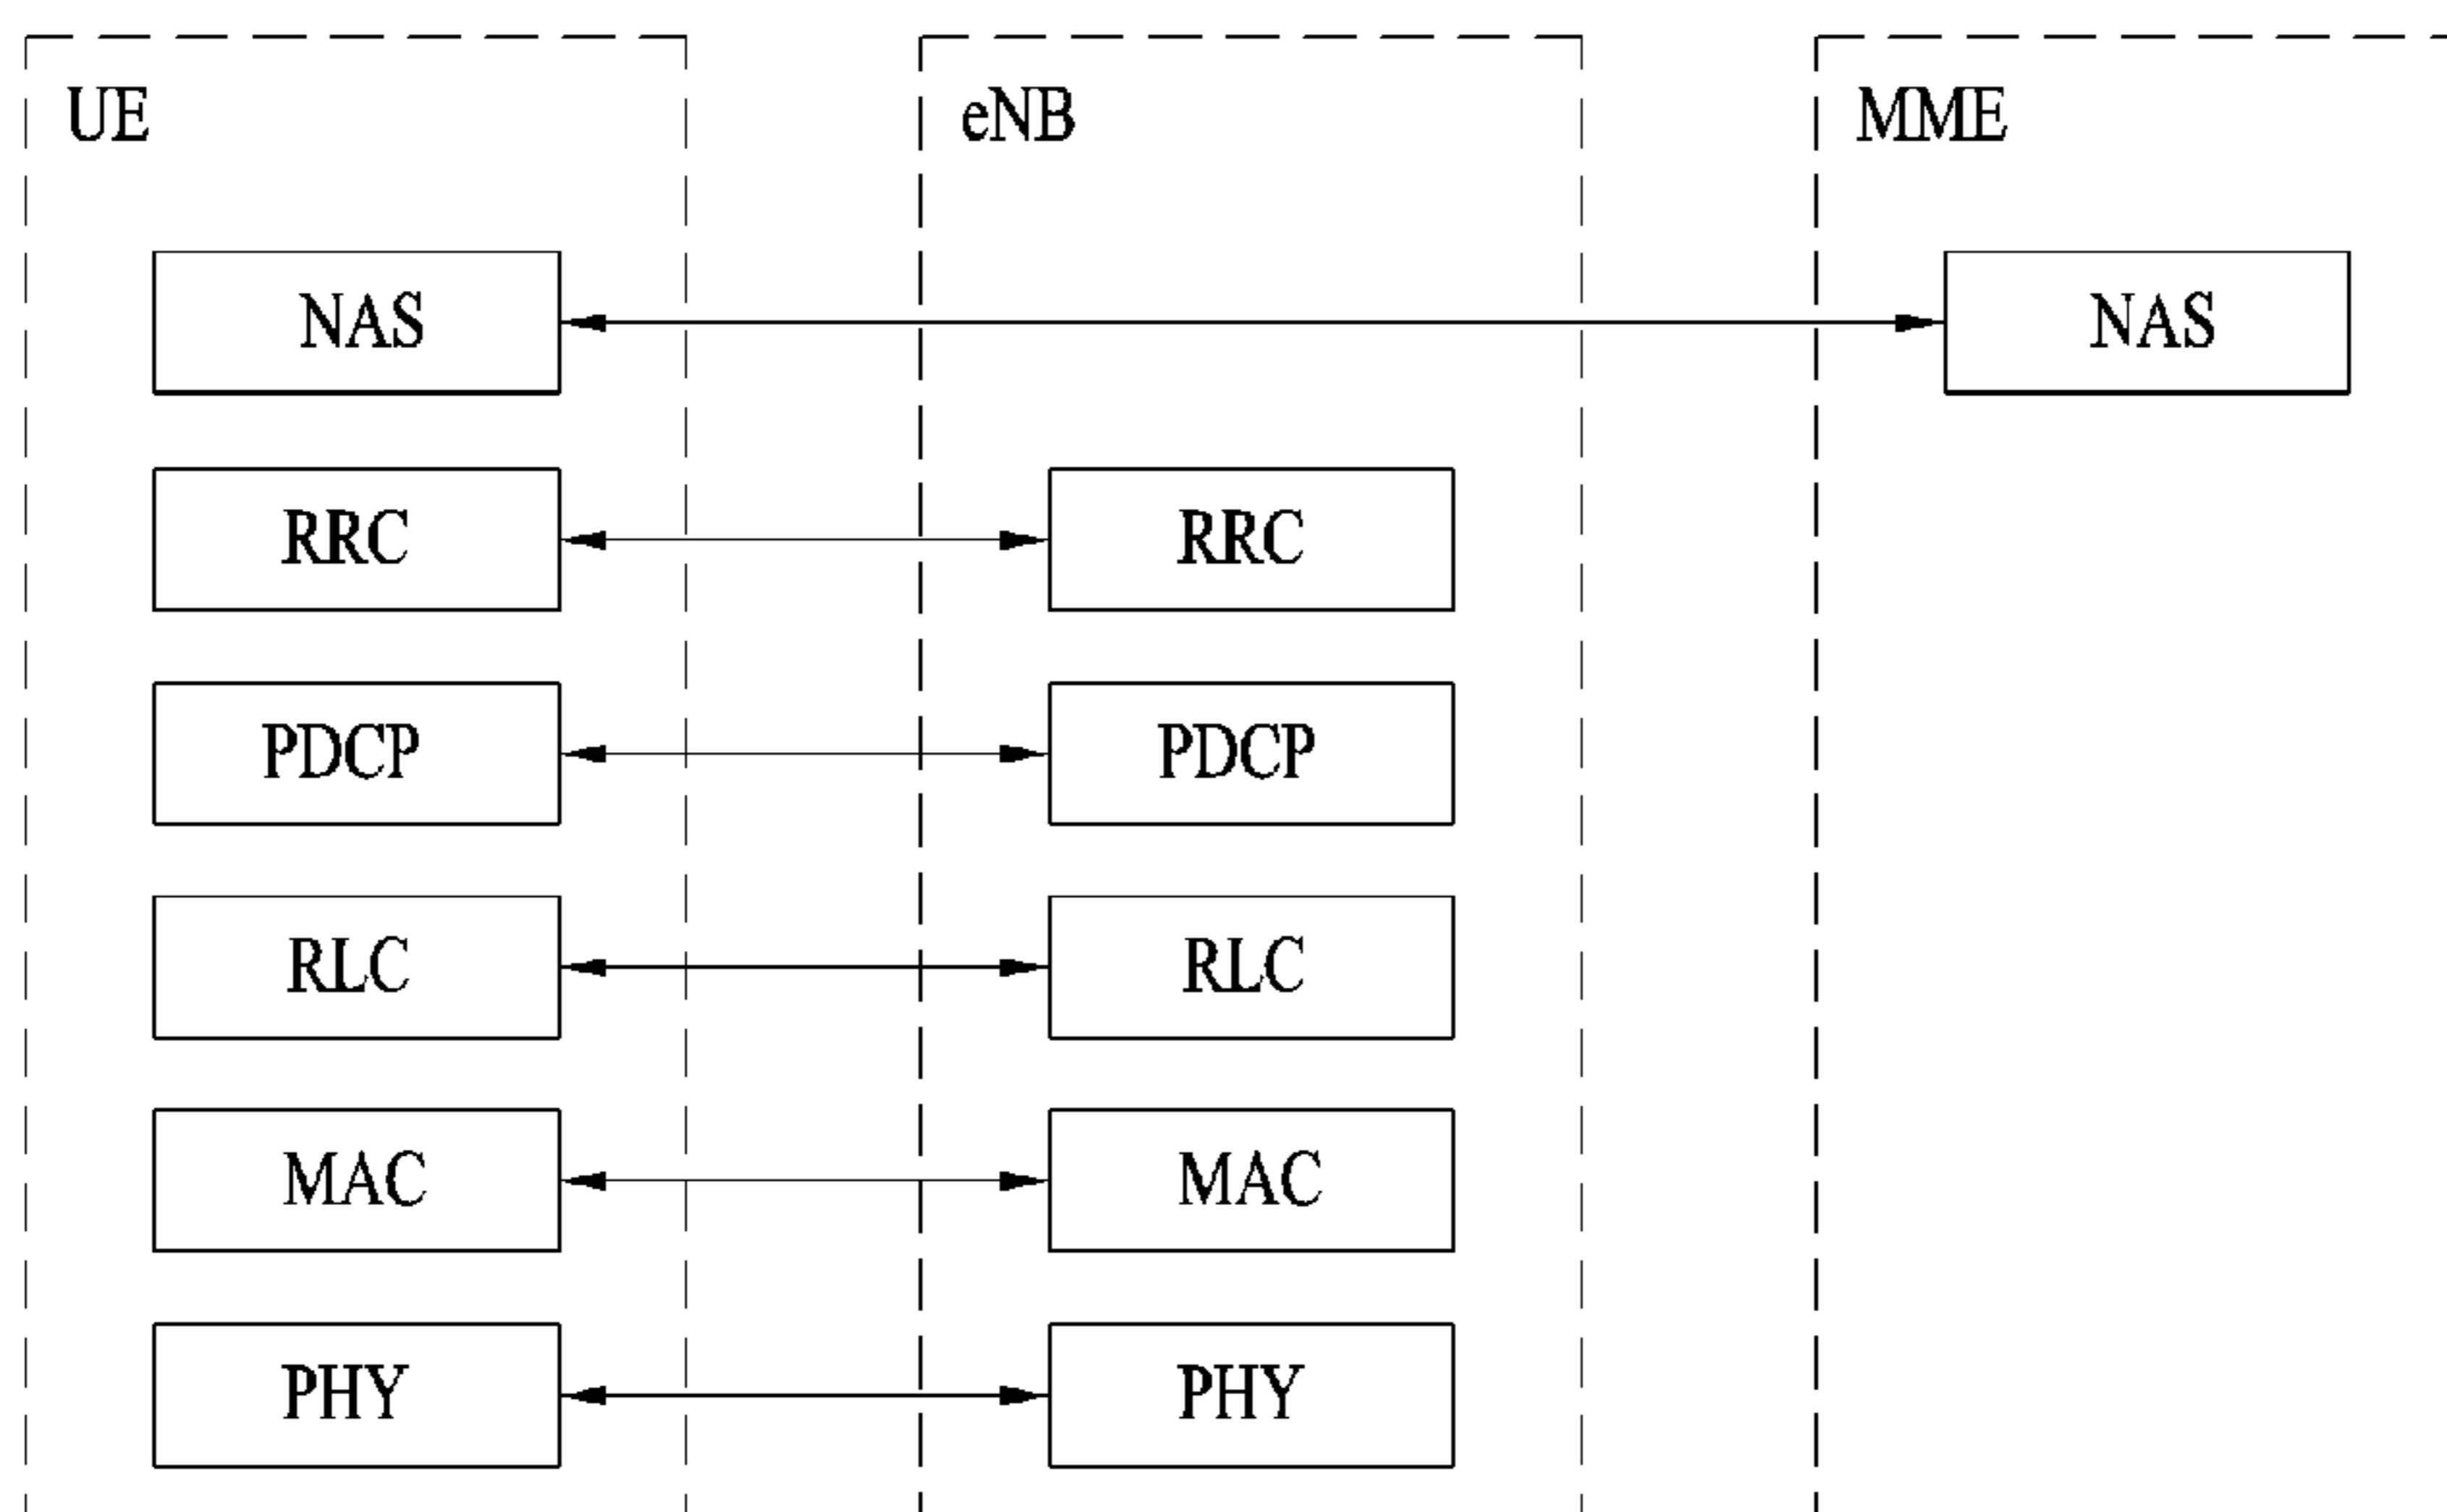 UE eNB MME
NAS NAS
RRC RRC
PDCP PDCP
RLC RLC
MAC MAC
PHY PHY